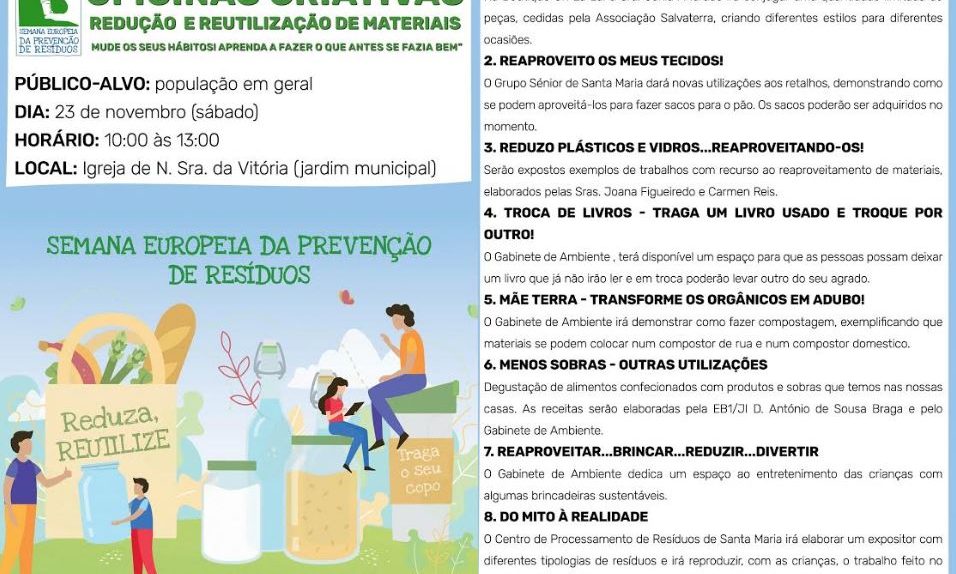 OFICINAS CRIATIVAS
REDUÇÃO E REUTILIZAÇÃO DE MATERIAIS
MUDE OS SEUS HÁBITOS! APRENDA A FAZER O QUE ANTES SE FAZIA BEM"
SEMANA EUROPEIA
DA PREVENÇÃO
DE RESÍDUOS
PÚBLICO-ALVO: população em geral
DIA: 23 de novembro (sábado)
HORÁRIO: 10:00 às 13:00
LOCAL: Igreja de N. Sra. da Vitória (jardim municipal)
SEMANA EUROPEIA DA PREVENÇÃO
DE RESÍDUOS
Reduza,
REUTILIZE
Traga
o seu
copo
peças, cedidas pela Associação Salvaterra, criando diferentes estilos para diferentes
ocasiões.
2. REAPROVEITO OS MEUS TECIDOS!
O Grupo Sénior de Santa Maria dará novas utilizações aos retalhos, demonstrando como
se podem aproveitá-los para fazer sacos para o pão. Os sacos poderão ser adquiridos no
momento.
3. REDUZO PLÁSTICOS E VIDROS...REAPROVEITANDO-OS!
Serão expostos exemplos de trabalhos com recurso ao reaproveitamento de materiais,
elaborados pelas Sras. Joana Figueiredo e Carmen Reis.
4. TROCA DE LIVROS - TRAGA UM LIVRO USADO E TROQUE POR
OUTRO!
O Gabinete de Ambiente , terá disponível um espaço para que as pessoas possam deixar
um livro que já não irão ler e em troca poderão levar outro do seu agrado.
5. MÃE TERRA - TRANSFORME OS ORGÂNICOS EM ADUBO!
O Gabinete de Ambiente irá demonstrar como fazer compostagem, exemplificando que
materiais se podem colocar num compostor de rua e num compostor domestico.
6. MENOS SOBRAS - OUTRAS UTILIZAÇÕES
Degustação de alimentos confecionados com produtos e sobras que temos nas nossas
casas. As receitas serão elaboradas pela EB1/JI D. António de Sousa Braga e pelo
Gabinete de Ambiente.
7. REAPROVEITAR...BRINCAR...REDUZIR...DIVERTIR
O Gabinete de Ambiente dedica um espaço ao entretenimento das crianças com
algumas brincadeiras sustentáveis.
8. DO MITO À REALIDADE
O Centro de Processamento de Resíduos de Santa Maria irá elaborar um expositor com
diferentes tipologias de resíduos e irá reproduzir, com as crianças, o trabalho feito no